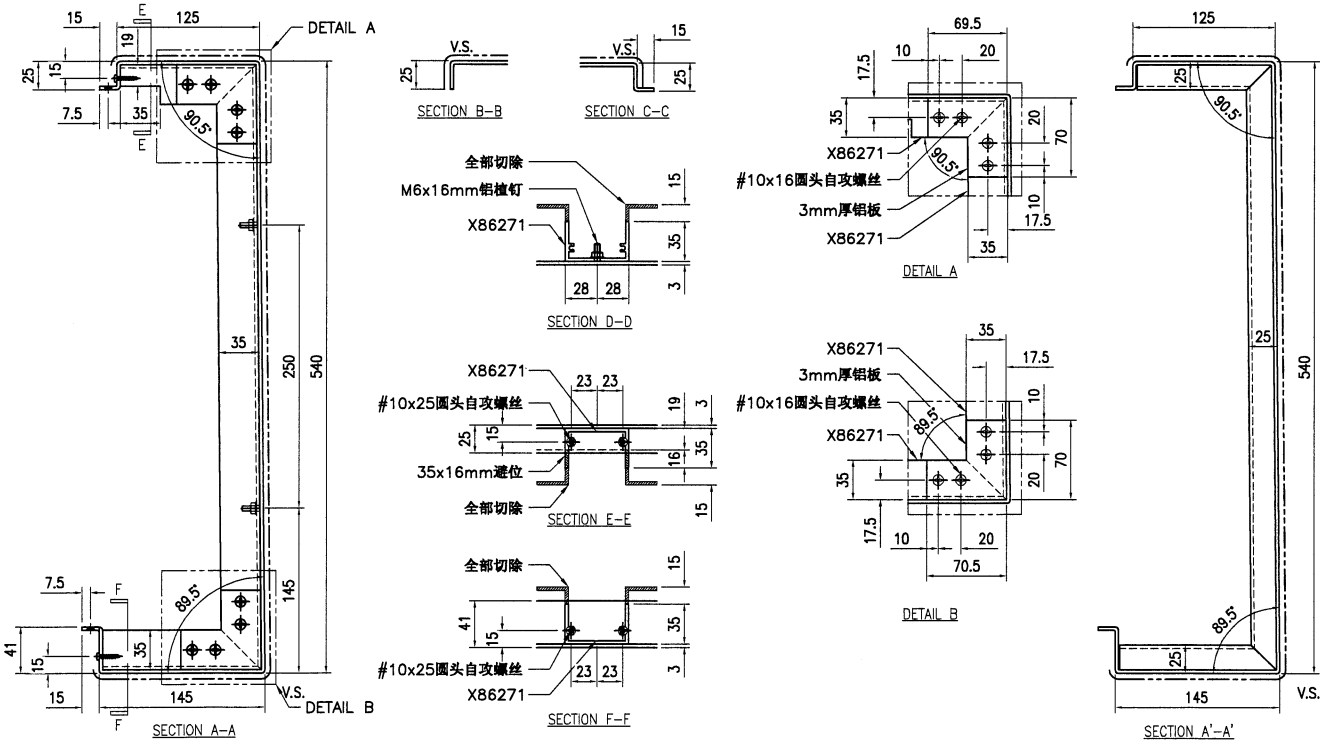 E
15
125
DETAIL A
19
25
15
7.5
35
E
90.5°
35
250
540
7.5
F
89.5°
145
41
15
35
15
145
V.S.
DETAIL B
F
SECTION A-A
V.S.
25
SECTION B-B
15
V.S.
25
SECTION C-C
全部切除
M6x16mm铝植钉
X86271
15
35
3
28
28
SECTION D-D
X86271
23
23
#10x25圆头自攻螺丝
19
3
25
15
35
16
35x16mm避位
全部切除
15
SECTION E-E
全部切除
15
41
15
35
#10x25圆头自攻螺丝
23
23
3
X86271
SECTION F-F
69.5
10
20
17.5
35
20
70
X86271
90.5°
#10x16圆头自攻螺丝
3mm厚铝板
10
X86271
17.5
35
DETAIL A
35
X86271
17.5
3mm厚铝板
10
#10x16圆头自攻螺丝
89.5°
X86271
70
35
20
17.5
10
20
70.5
DETAIL B
125
25
90.5°
25
540
89.5°
25
145
V.S.
SECTION A'-A'